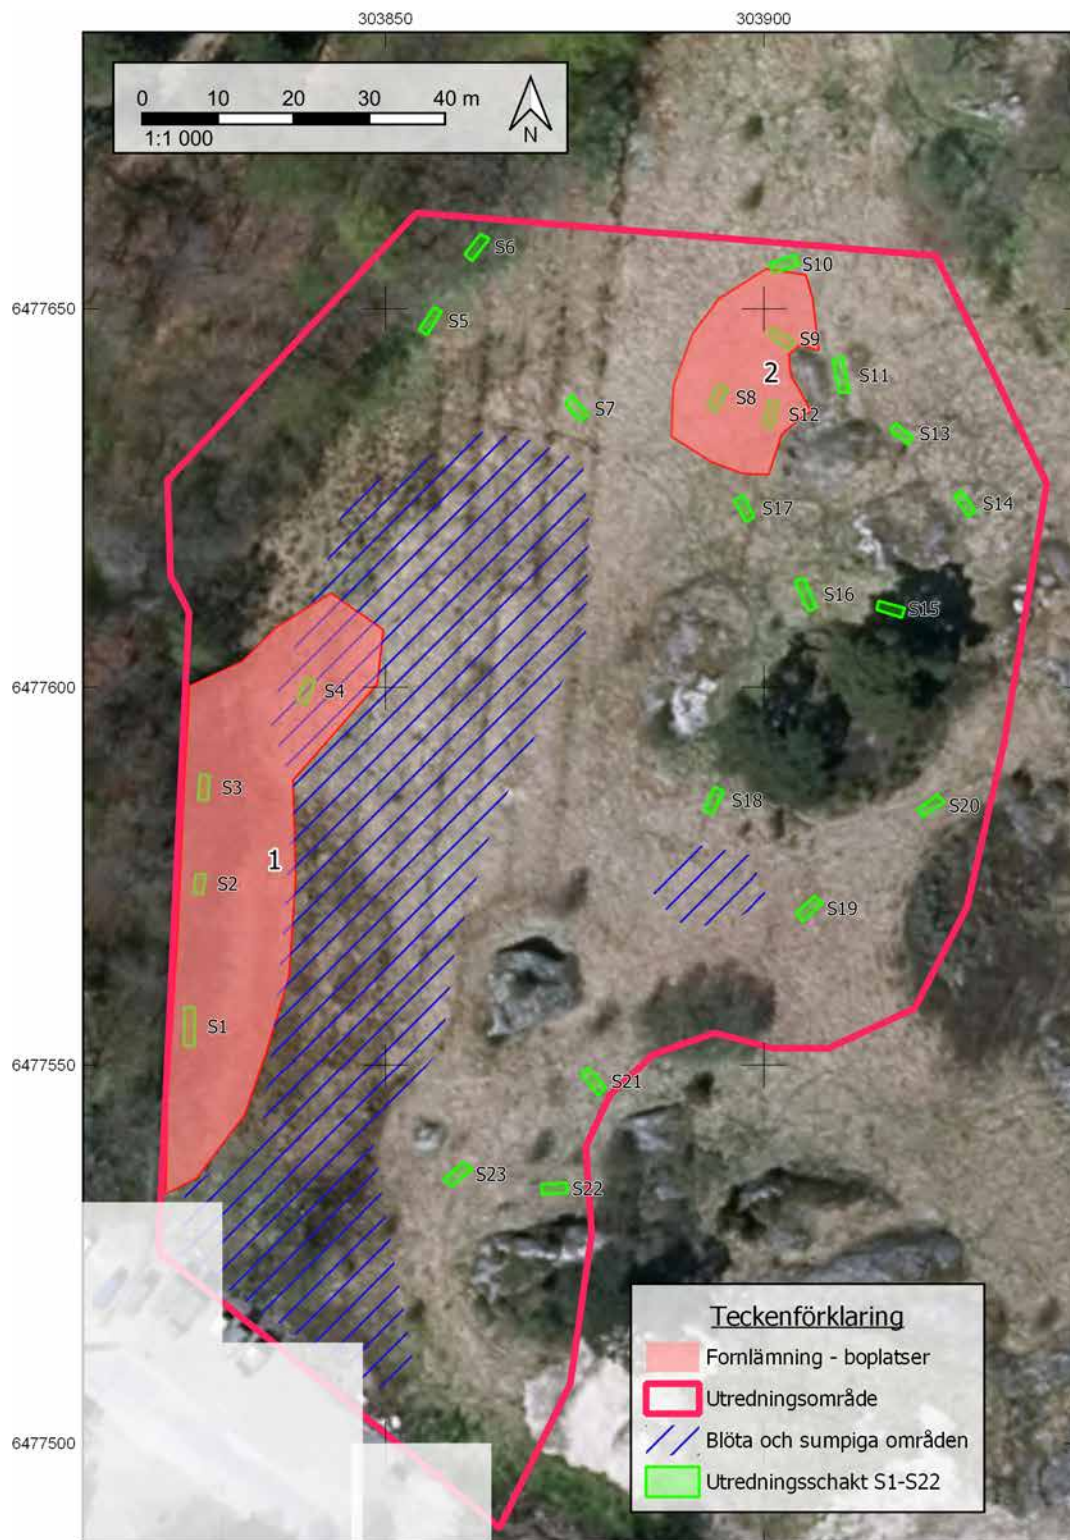 303850 303900
0 10 20 30 40 m
1:1 000
N
S6
S10
6477650
S5
S9
2
S11
S8
S7
S12
S13
S14
S17
S16
S15
6477600
S4
S3
S18
S20
1
S2
S19
S1
6477550
S21
S23
S22
Teckenförklaring
Fornlämning - boplatser
Utredningsområde
Blöta och sumpiga områden
6477500
Utredningsschakt S1-S22